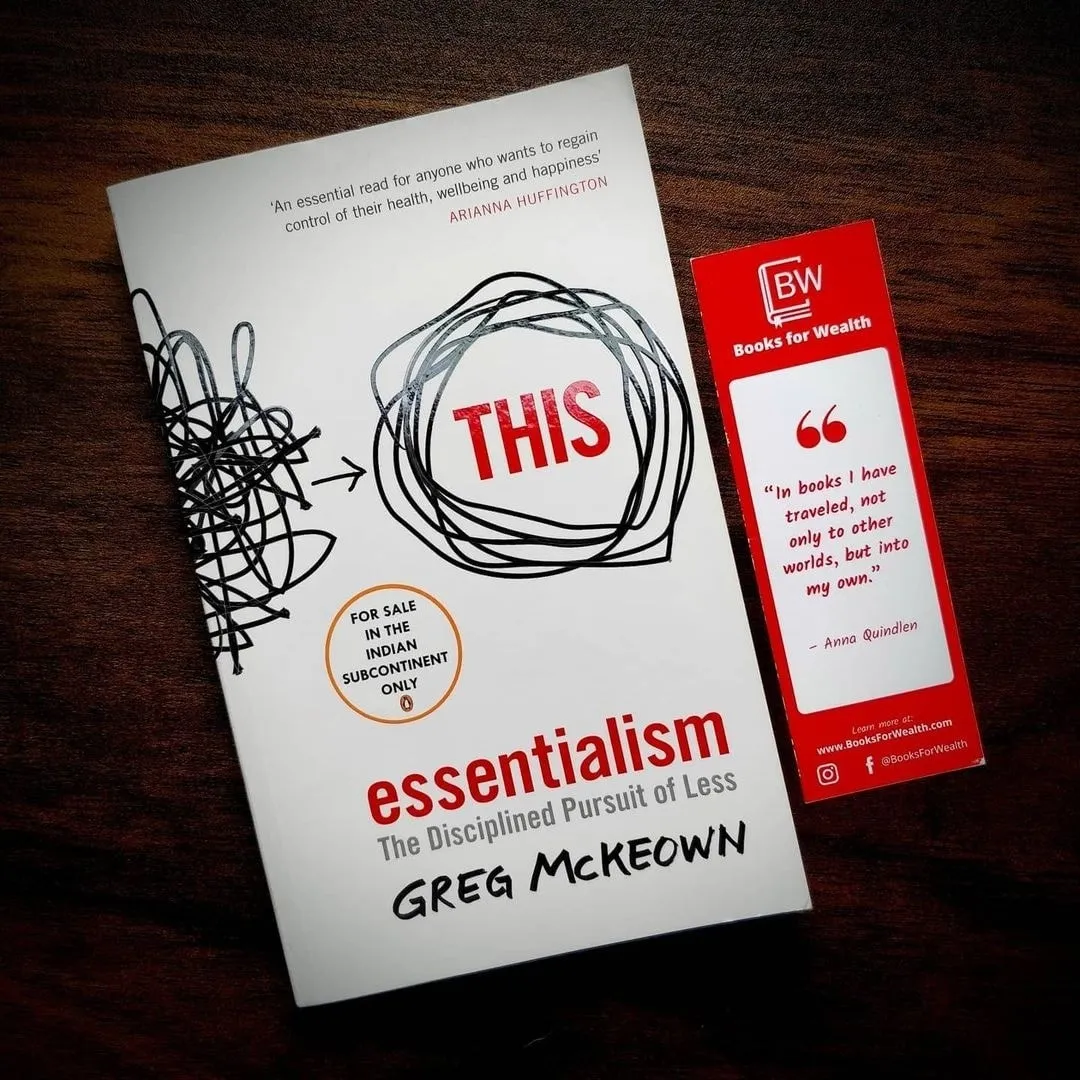 'An essential read for anyone who wants to regain
control of their health, wellbeing and happiness'
ARIANNA HUFFINGTON
THIS
FOR SALE
IN THE
INDIAN
SUBCONTINENT
ONLY
essentialism
The Disciplined Pursuit of Less
GREG McKEOWN
BW
Books for Wealth
“
“In books I have
traveled, not
only to other
worlds, but into
my own.”
– Anna Quindlen
Learn more at:
www.BooksForWealth.com
@BooksForWealth